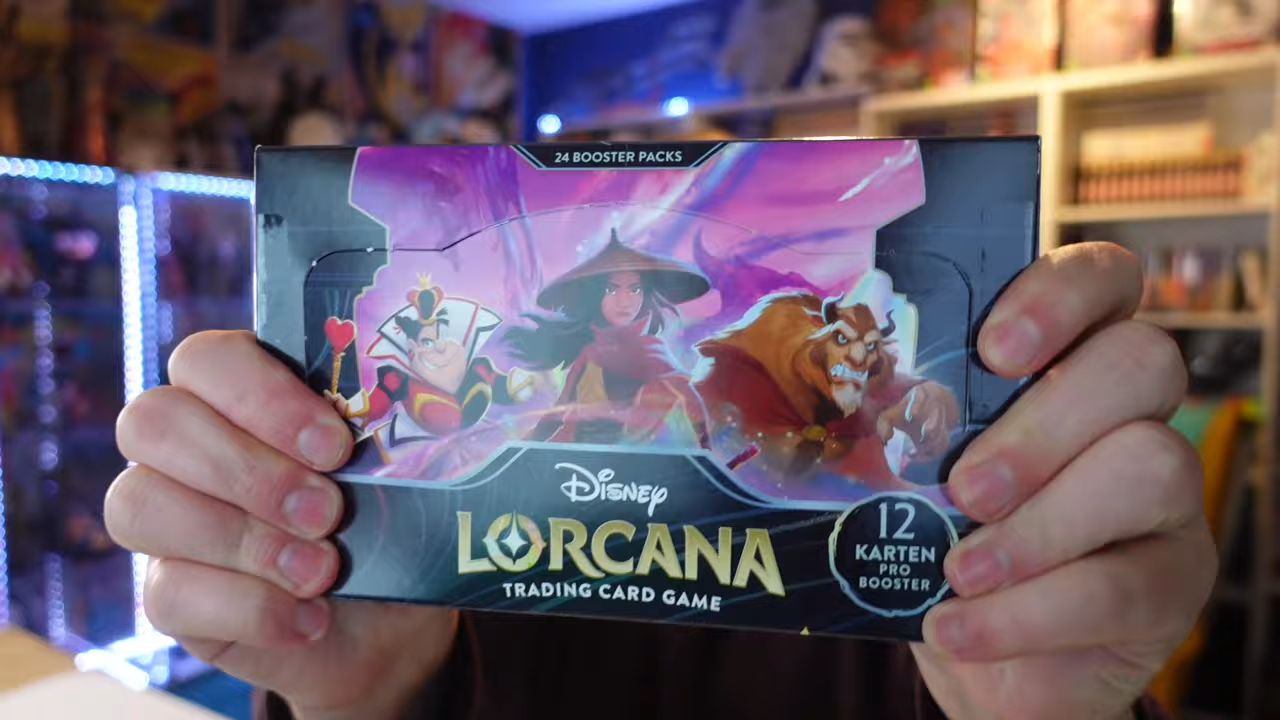 24 BOOSTER PACKS
Disney
LORCANA
TRADING CARD GAME
12
KARTEN
PRO
BOOSTER